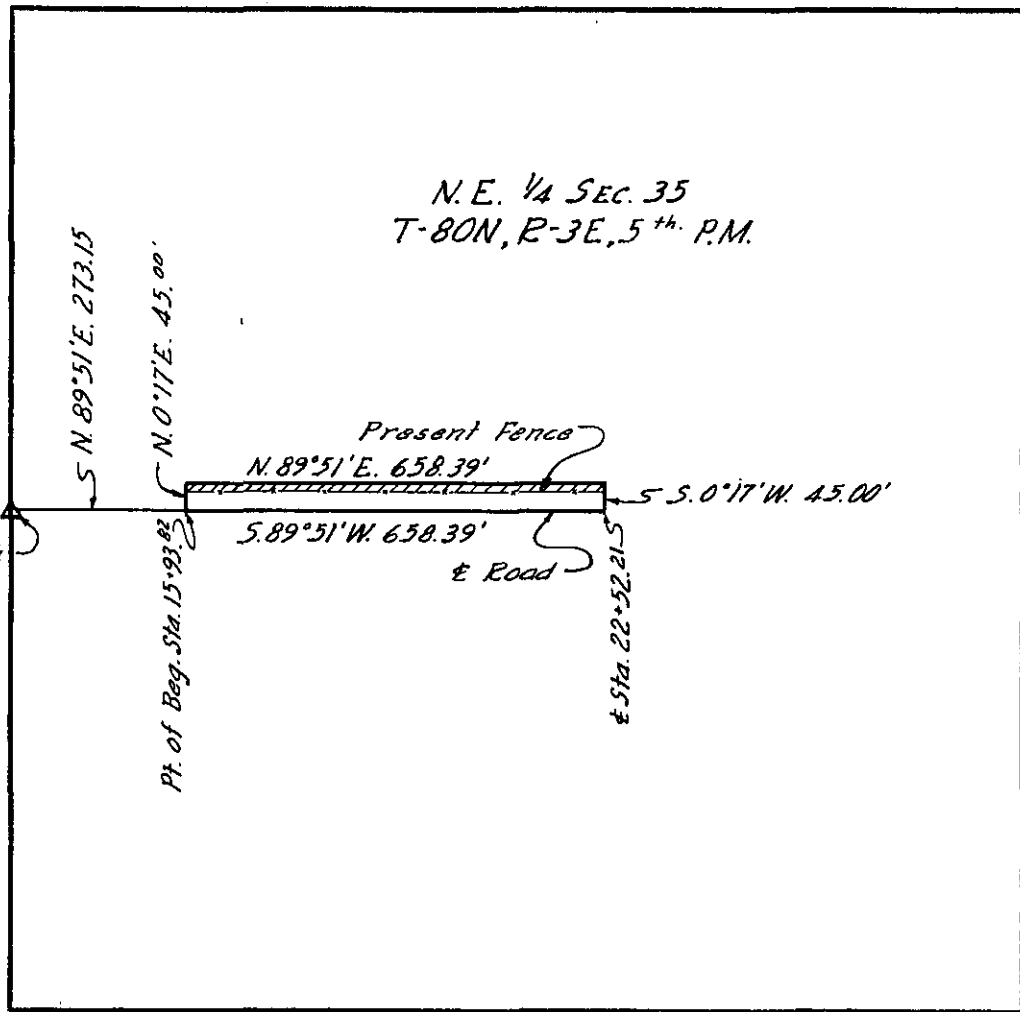 N.E. 1/4 SEC. 35
T-80N, R-3E, 5th. P.M.
N. 89°51'E. 273.15
N. 0°17'E. 45.00'
Present Fence
N. 89°51'E. 658.39'
S. 0°17'W. 45.00'
S. 89°51'W. 658.39'
℄ Road
Pt. of Beg. Sta. 15+93.82
℄ Sta. 22+52.21